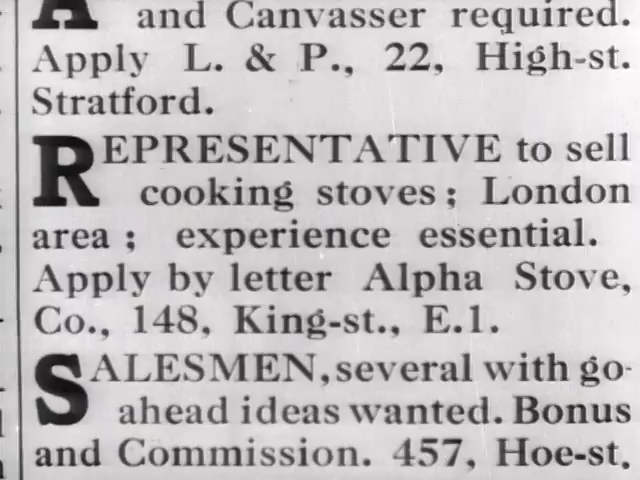 A and Canvasser required.
Apply L. & P., 22, High-st.
Stratford.
REPRESENTATIVE to sell
cooking stoves; London
area; experience essential.
Apply by letter Alpha Stove,
Co., 148, King-st., E.1.
SALESMEN, several with go-
ahead ideas wanted. Bonus
and Commission. 457, Hoe-st.